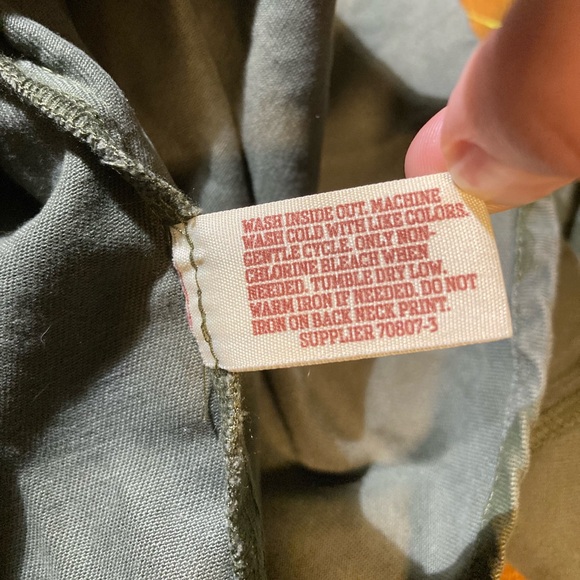 WASH INSIDE OUT. MACHINE
WASH COLD WITH LIKE COLORS.
GENTLE CYCLE. ONLY NON-
CHLORINE BLEACH WHEN
NEEDED. TUMBLE DRY LOW.
WARM IRON IF NEEDED. DO NOT
IRON ON BACK NECK PRINT.
SUPPLIER 70807-3